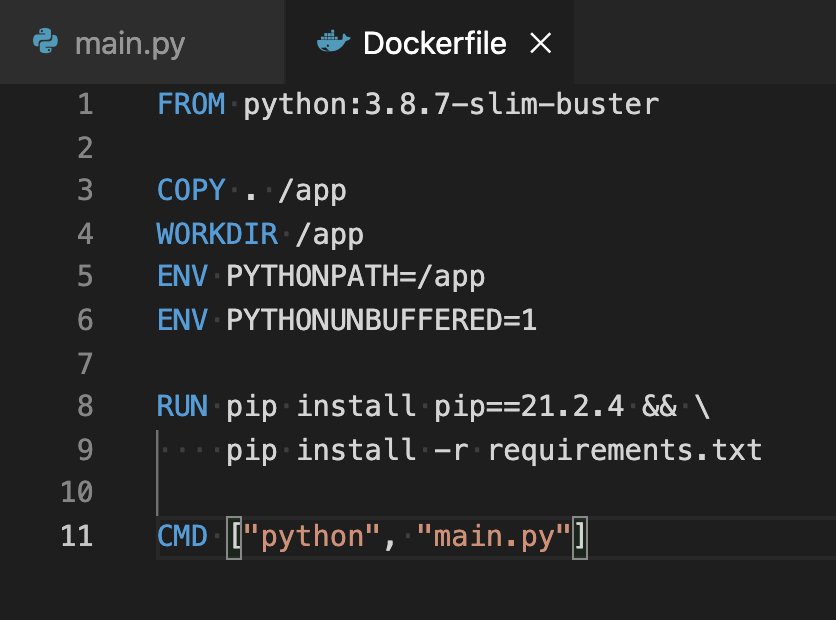 main.py Dockerfile
1 FROM python:3.8.7-slim-buster
2
3 COPY . /app
4 WORKDIR /app
5 ENV PYTHONPATH=/app
6 ENV PYTHONUNBUFFERED=1
7
8 RUN pip install pip==21.2.4 && \
9     pip install -r requirements.txt
10
11 CMD ["python", "main.py"]